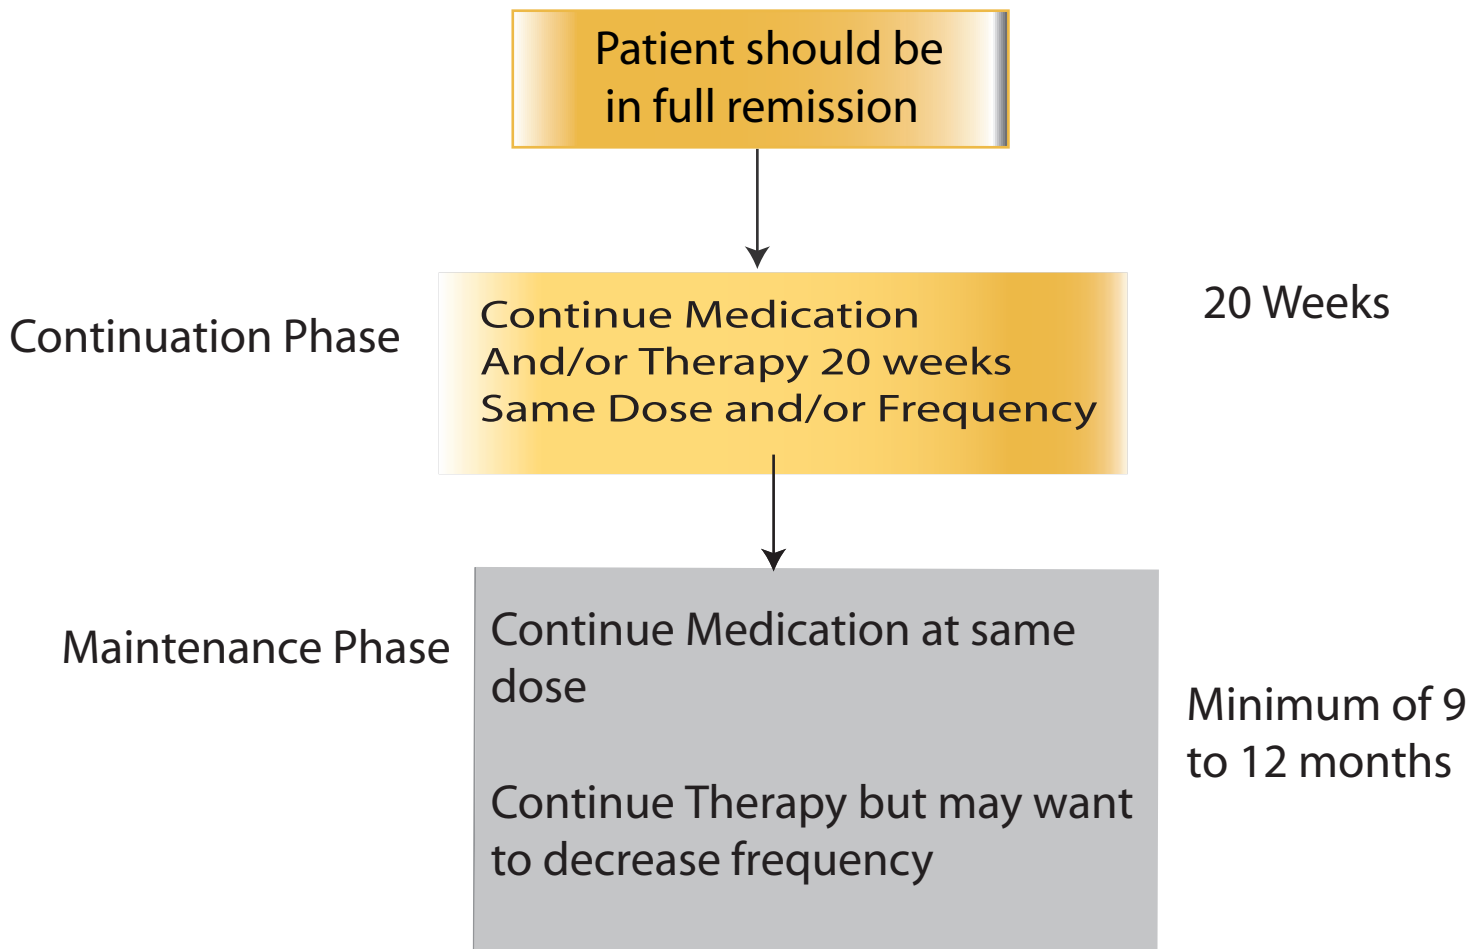 Patient should be
in full remission
Continuation Phase
Continue Medication
And/or Therapy 20 weeks
Same Dose and/or Frequency
20 Weeks
Maintenance Phase
Continue Medication at same
dose
Continue Therapy but may want
to decrease frequency
Minimum of 9
to 12 months